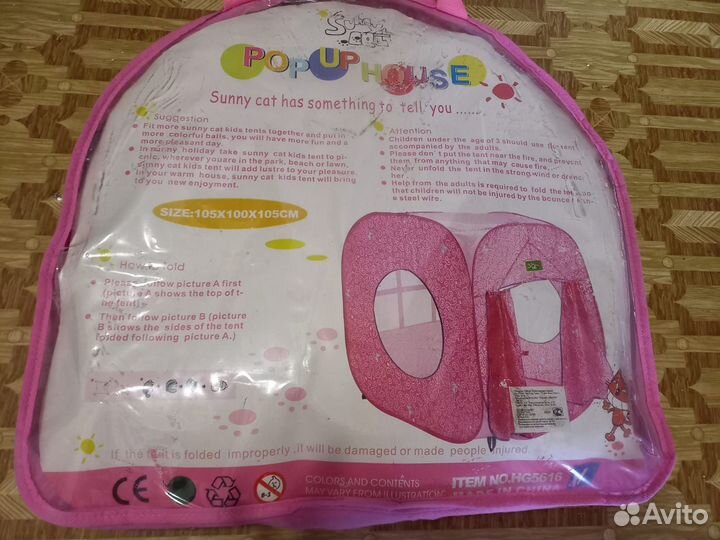 Sunny
cat
POPUPHOUSE
Sunny cat has something to tell you ......
Suggestion
Fit more sunny cat kids tents together and put in
more colorful balls, you will have more fun and a
more pleasant day.
In sunny holiday take sunny cat kids tent to pi-
cnic, wherever youare in the park, beach or lawn,
sunny cat kids tent will add lustre to your pleasure.
In your warm house, sunny cat kids tent will bring
to you new enjoyment.
Attention
Children under the age of 3 should use the tent
accompanied by the adults.
Please don't put the tent near the fire, and prevent
them from anything that may cause fire.
Never unfold the tent in the strong wind or
her.
Help from the adults is required to fold the
that children will not be injured by the bounce
e steel wire.
SIZE:105X100X105CM
How to fold
Please follow picture A first
(picture A shows the top of t-
he tent)
Then follow picture B (picture
B shows the sides of the tent
folded following picture A.)
If the tent is folded improperly, it will be damaged or make people injured.
CE
0-3
COLORS AND CONTENTS
MAY VARY FROM ILLUSTRATION
ITEM NO.HG5616
MADE IN CHINA
Avito